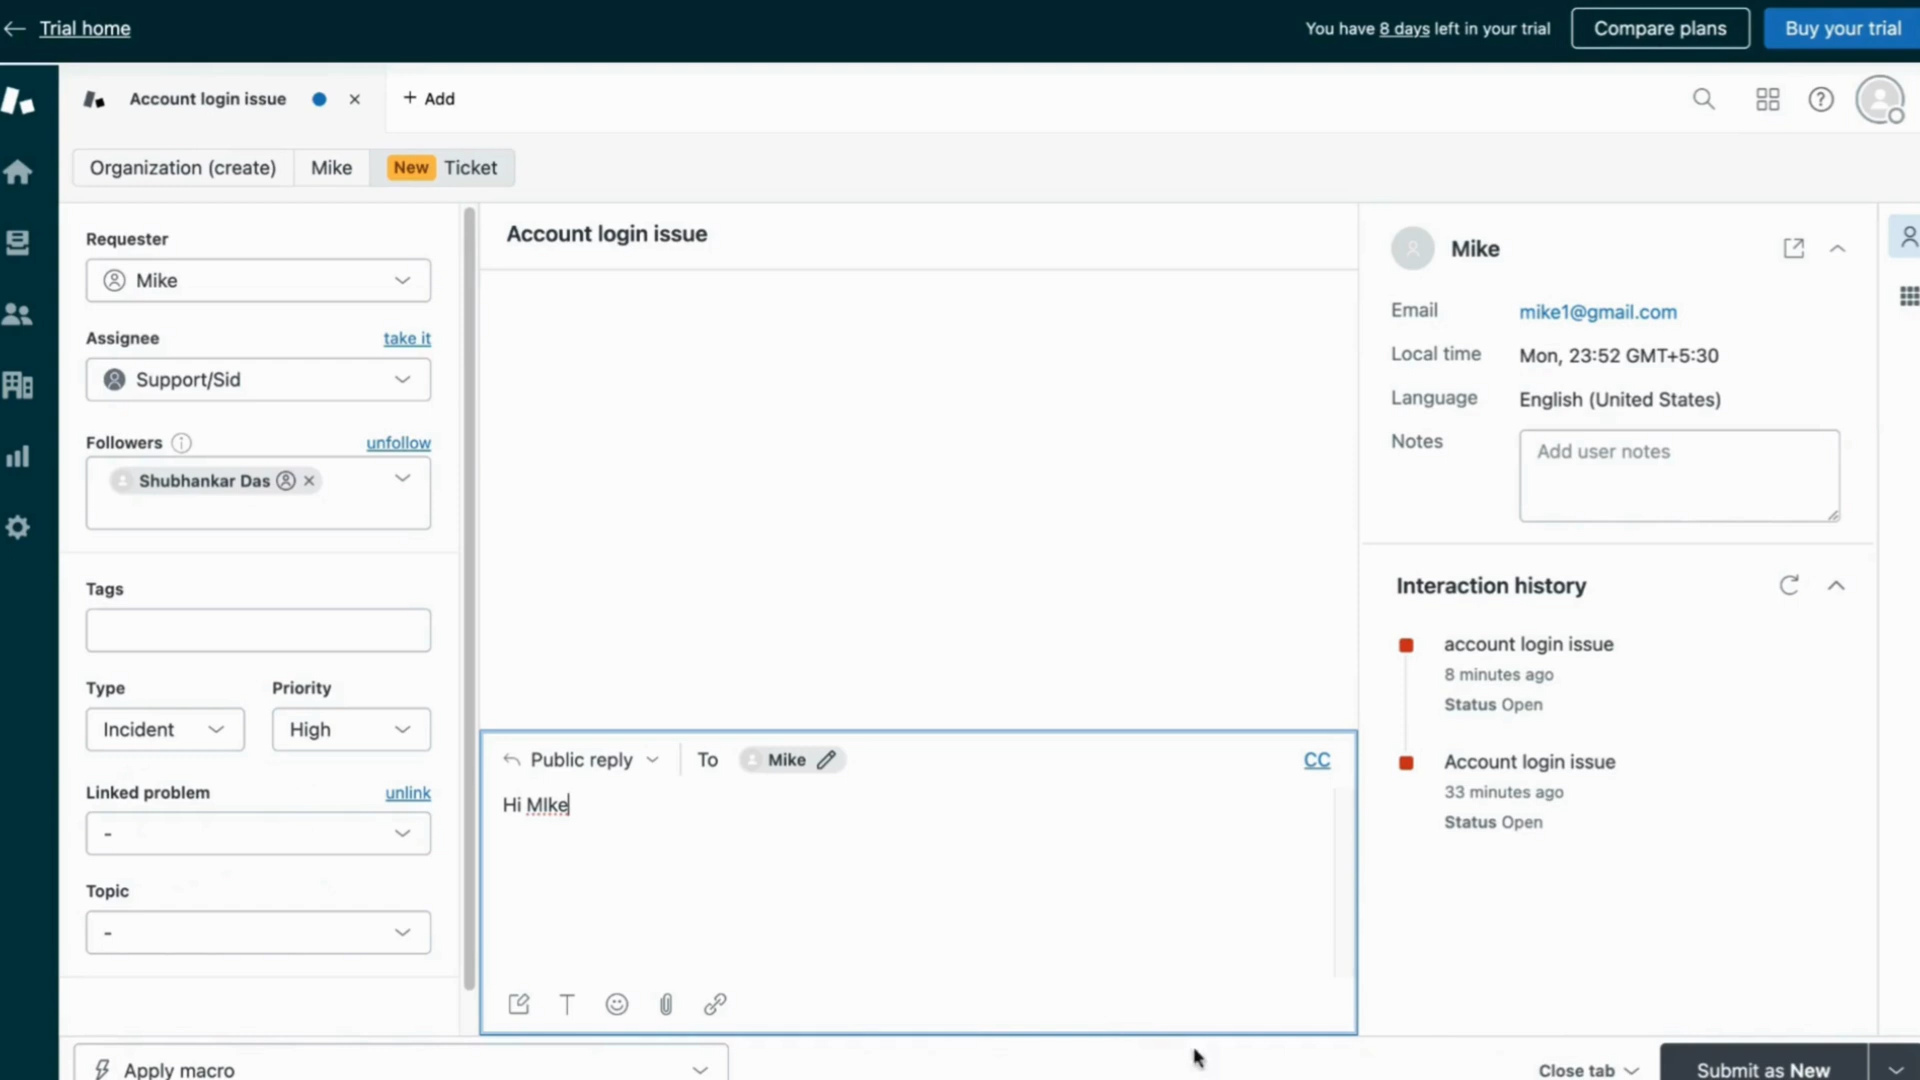 Trial home
You have 8 days left in your trial
Compare plans
Buy your trial
Account login issue
+ Add
Organization (create)
Mike
New Ticket
Requester
Mike
Assignee
take it
Support/Sid
Followers
unfollow
Shubhankar Das
Tags
Type
Priority
Incident
High
Linked problem
unlink
-
Topic
-
Apply macro
Account login issue
Public reply
To
Mike
CC
Hi MIke
Mike
Email
mike1@gmail.com
Local time
Mon, 23:52 GMT+5:30
Language
English (United States)
Notes
Add user notes
Interaction history
account login issue
8 minutes ago
Status Open
Account login issue
33 minutes ago
Status Open
Close tab
Submit as New